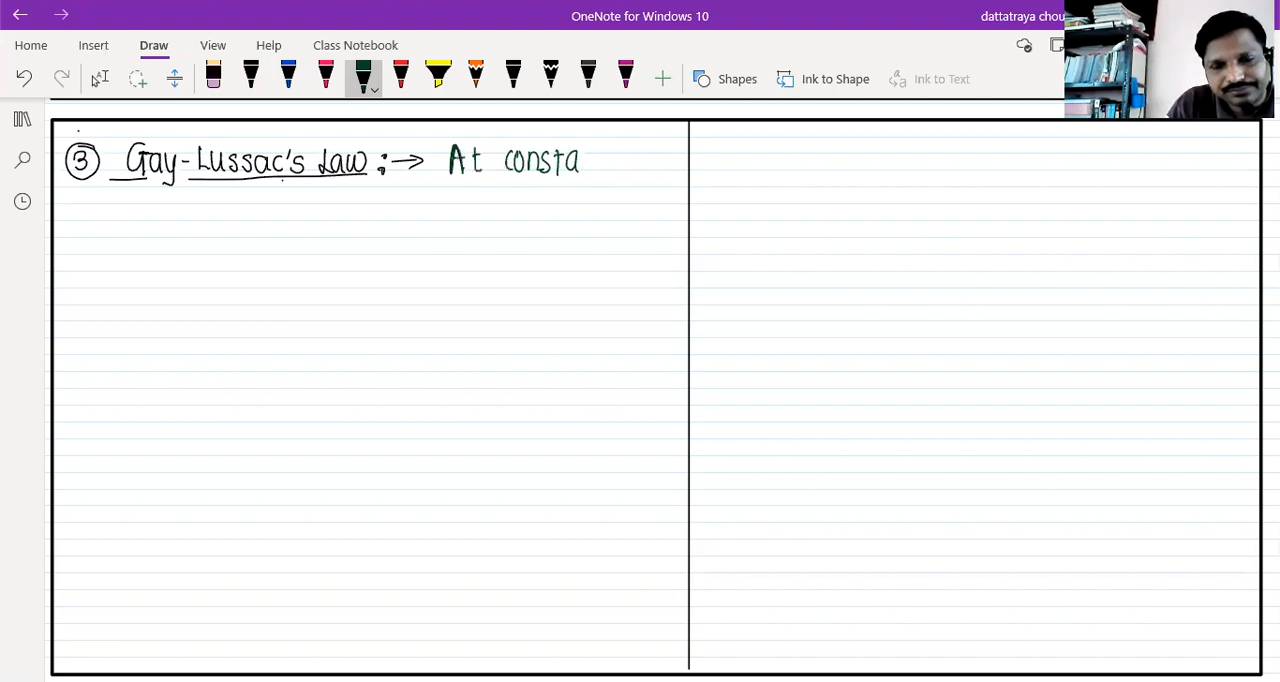 OneNote for Windows 10
dattatraya chou
Home Insert Draw View Help Class Notebook
Shapes Ink to Shape Ink to Text
③ Gay-Lussac's Law :→ At consta